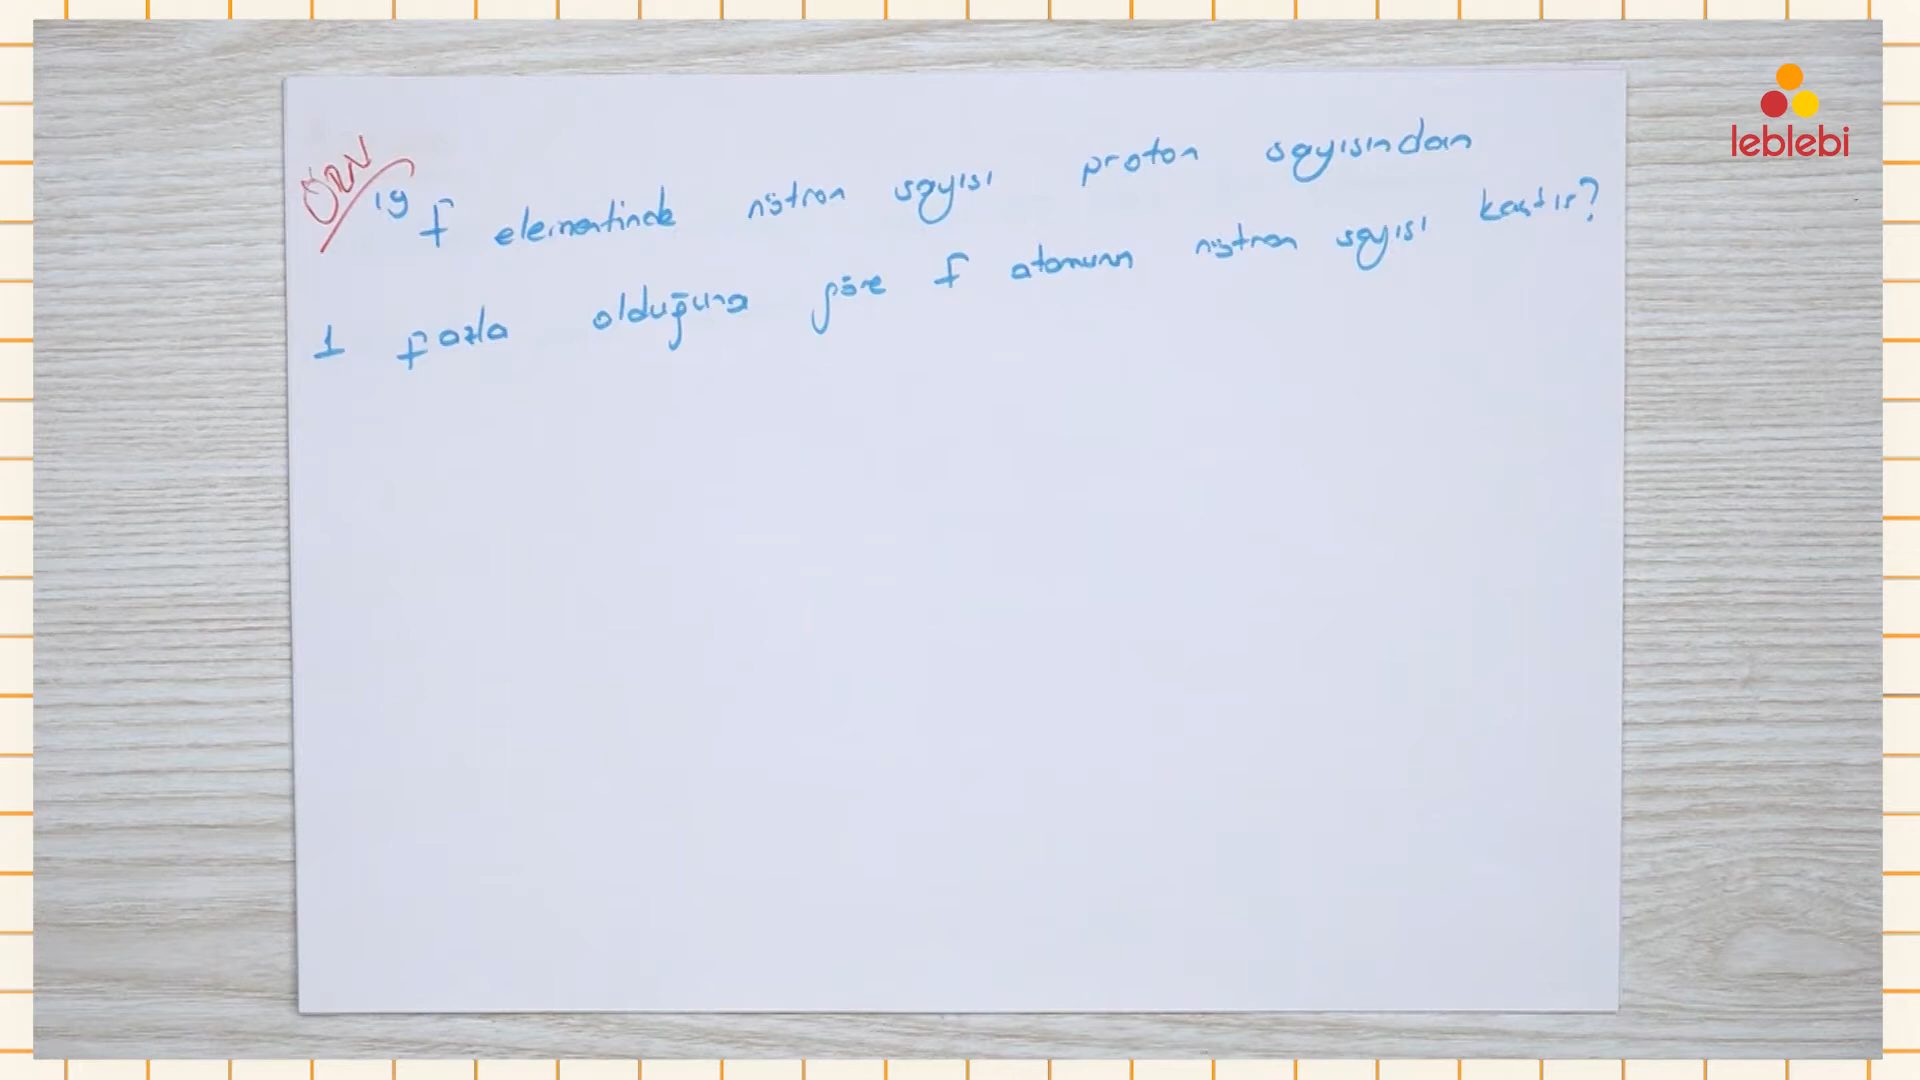 ÖRN
19 F elementinde nötron sayısı proton sayısından
1 fazla olduğuna göre F atomunun nötron sayısı kaçtır?
leblebi